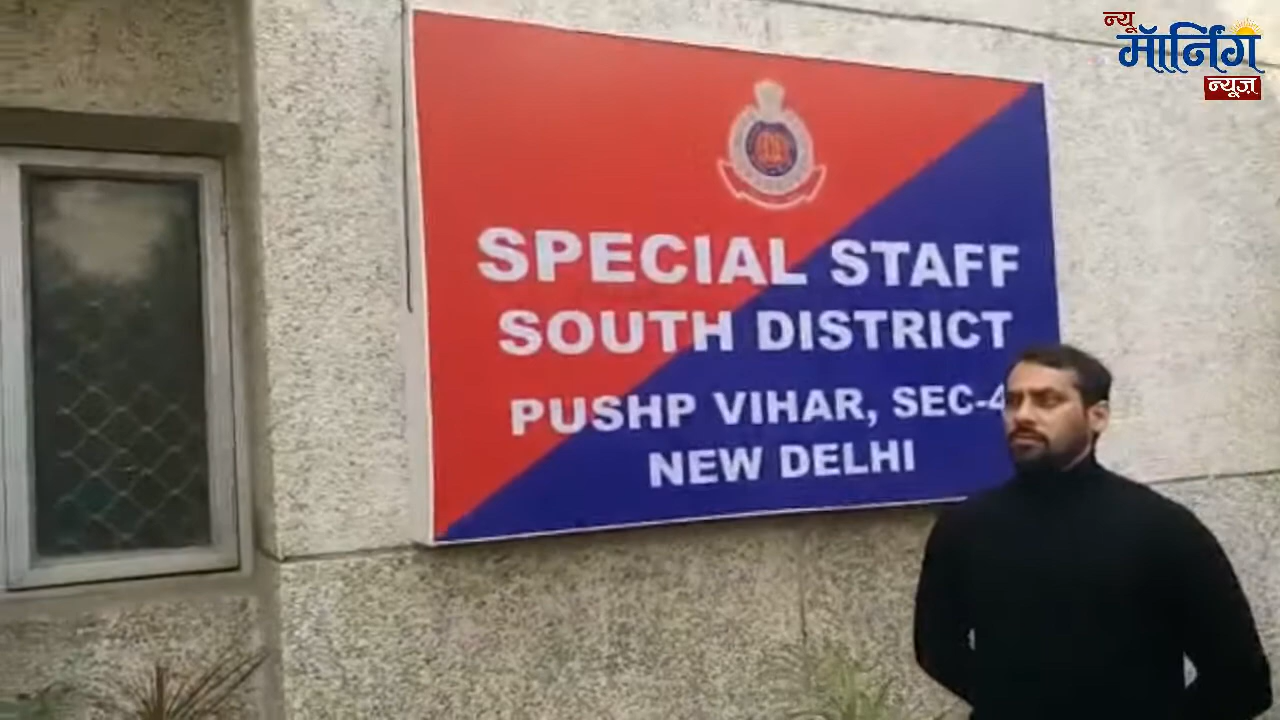 न्यू
मॉर्निंग
न्यूज़
SPECIAL STAFF
SOUTH DISTRICT
PUSHP VIHAR, SEC-4
NEW DELHI